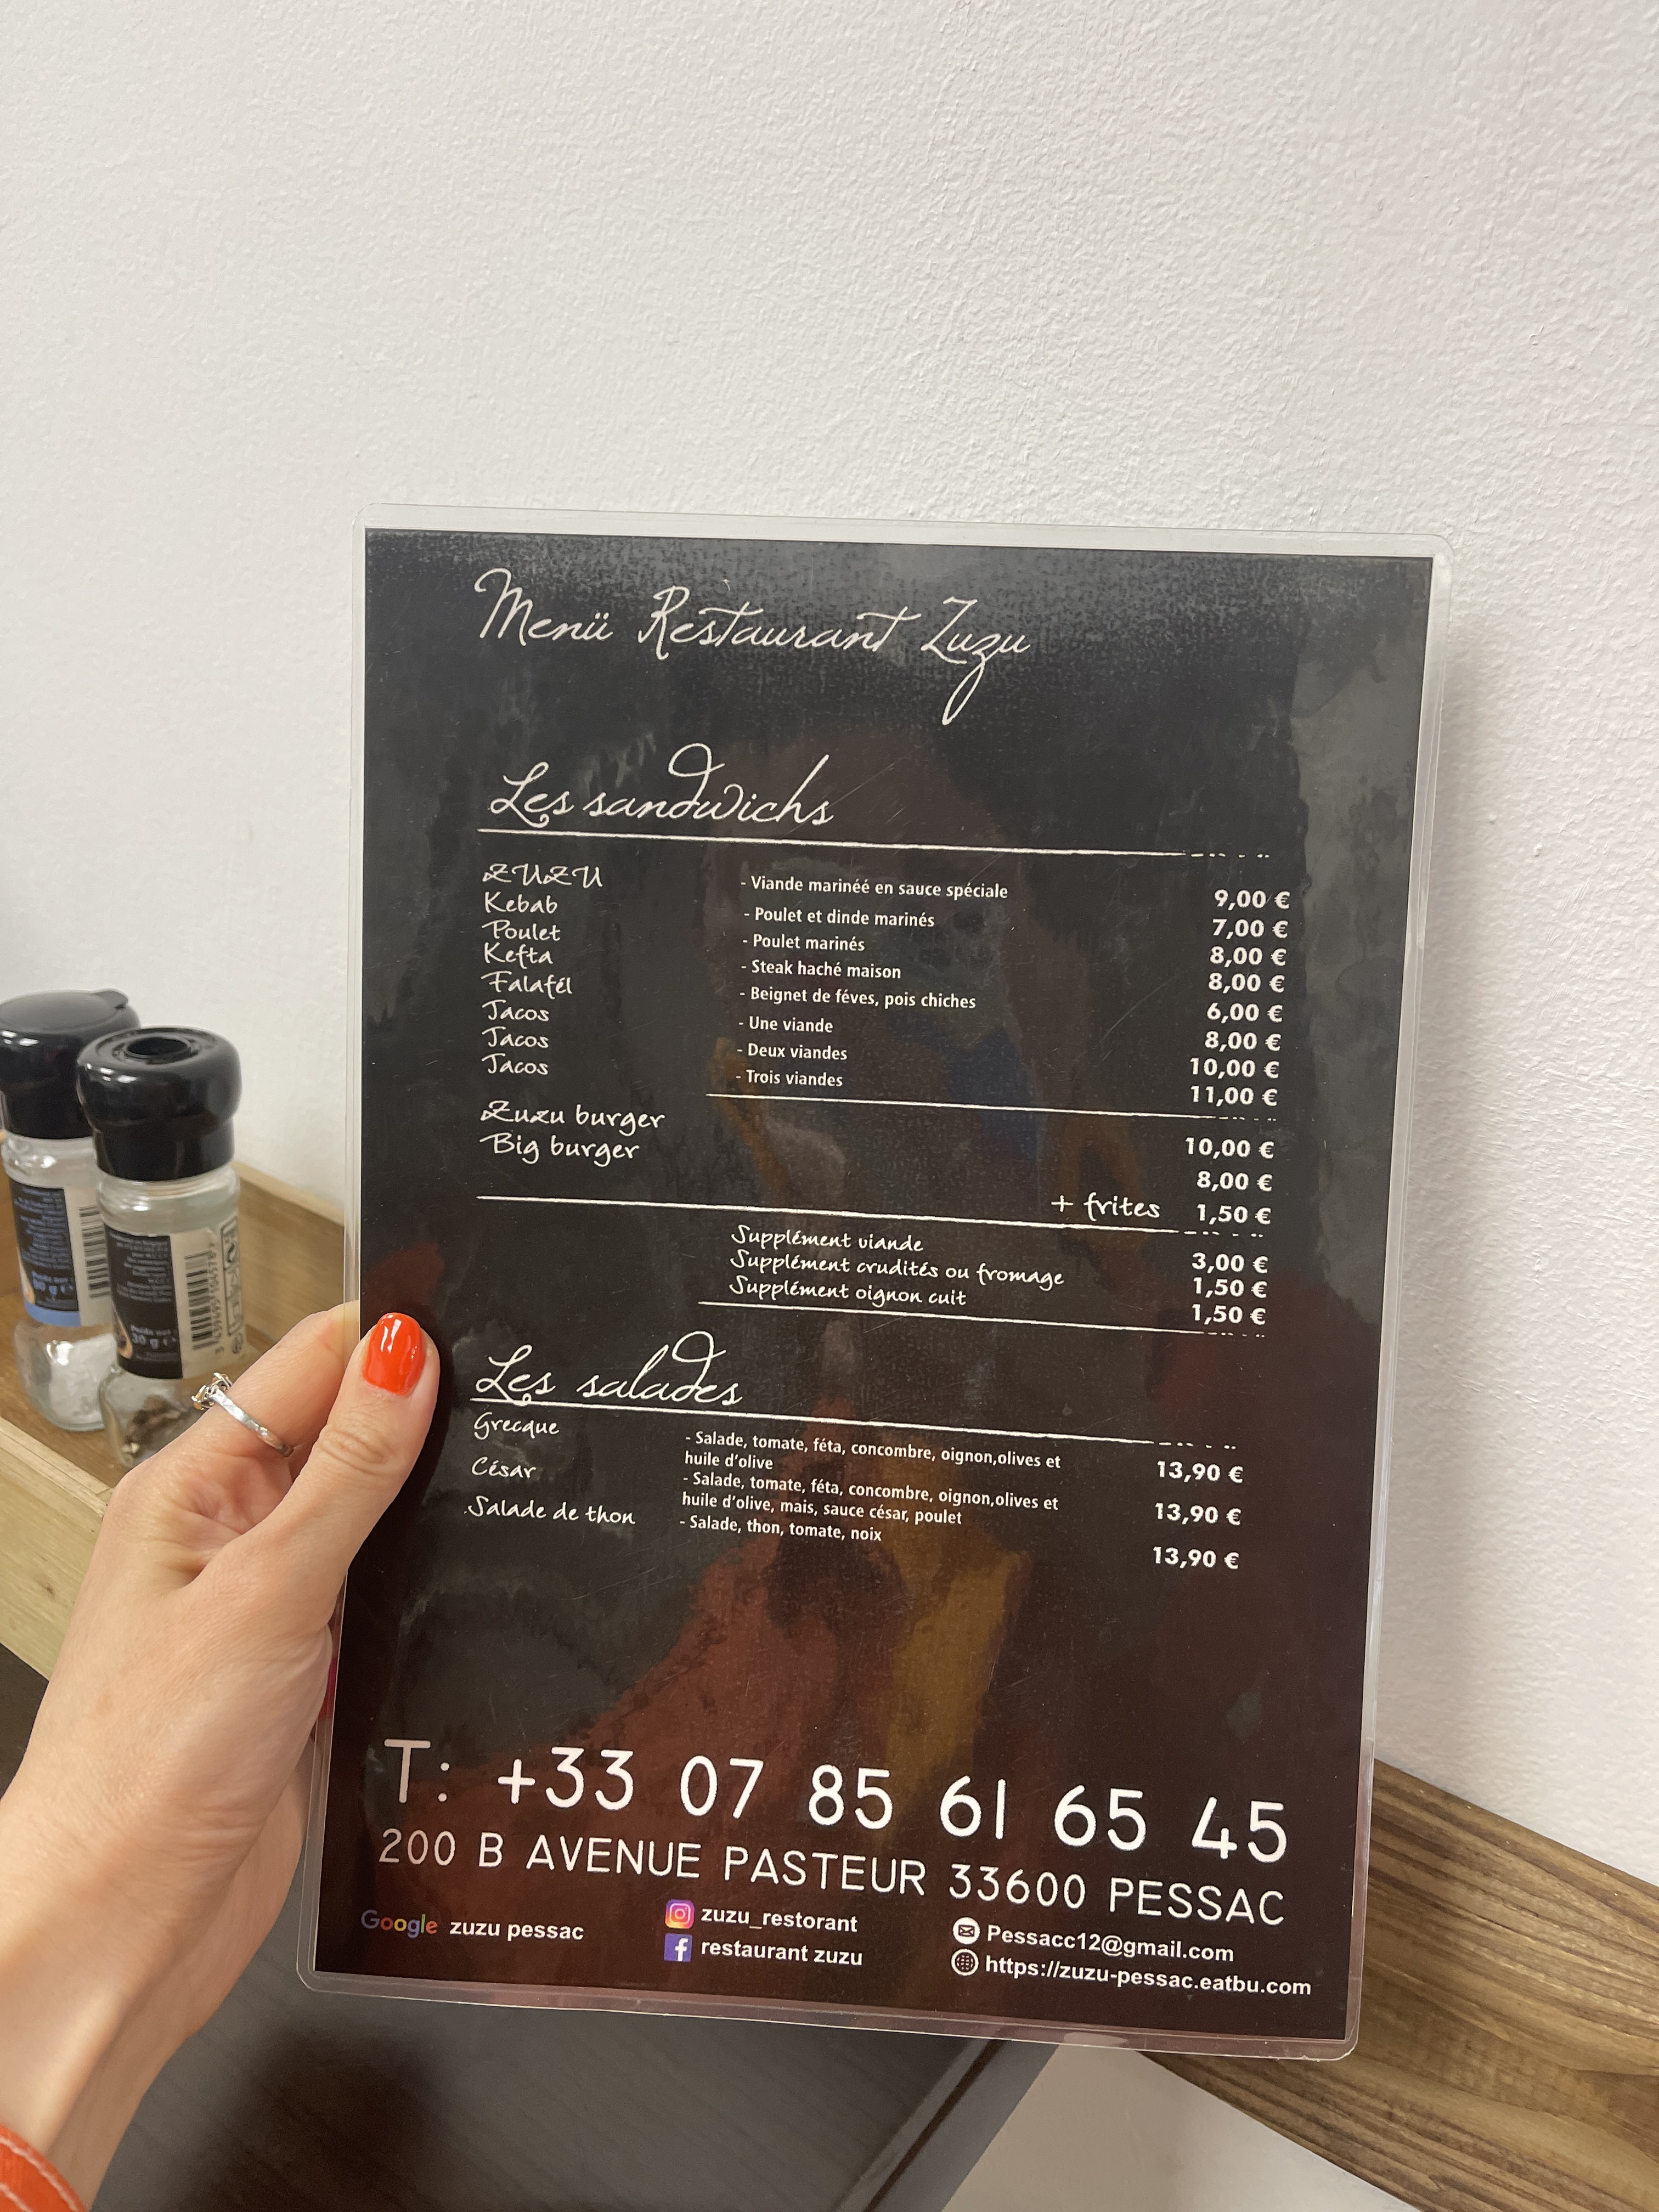 Menü Restaurant Zuzu
Les sandwichs
ZUZU - Viande marinéé en sauce spéciale 9,00 €
Kebab - Poulet et dinde marinés 7,00 €
Poulet - Poulet marinés 8,00 €
Kefta - Steak haché maison 8,00 €
Falafél - Beignet de féves, pois chiches 6,00 €
Tacos - Une viande 8,00 €
Tacos - Deux viandes 10,00 €
Tacos - Trois viandes 11,00 €
Zuzu burger 10,00 €
Big burger 8,00 €
+ frites 1,50 €
Supplément viande 3,00 €
Supplément crudités ou fromage 1,50 €
Supplément oignon cuit 1,50 €
Les salades
Grecque - Salade, tomate, féta, concombre, oignon,olives et
huile d'olive 13,90 €
César - Salade, tomate, féta, concombre, oignon,olives et
huile d'olive, mais, sauce césar, poulet 13,90 €
Salade de thon - Salade, thon, tomate, noix 13,90 €
T: +33 07 85 61 65 45
200 B AVENUE PASTEUR 33600 PESSAC
Google zuzu pessac
zuzu_restorant
restaurant zuzu
Pessacc12@gmail.com
https://zuzu-pessac.eatbu.com
Poids net :
30 g e